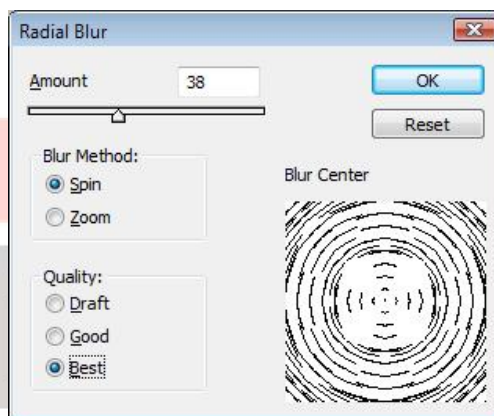 Radial Blur
Amount 38
OK
Reset
Blur Method:
Spin
Zoom
Blur Center
Quality:
Draft
Good
Best